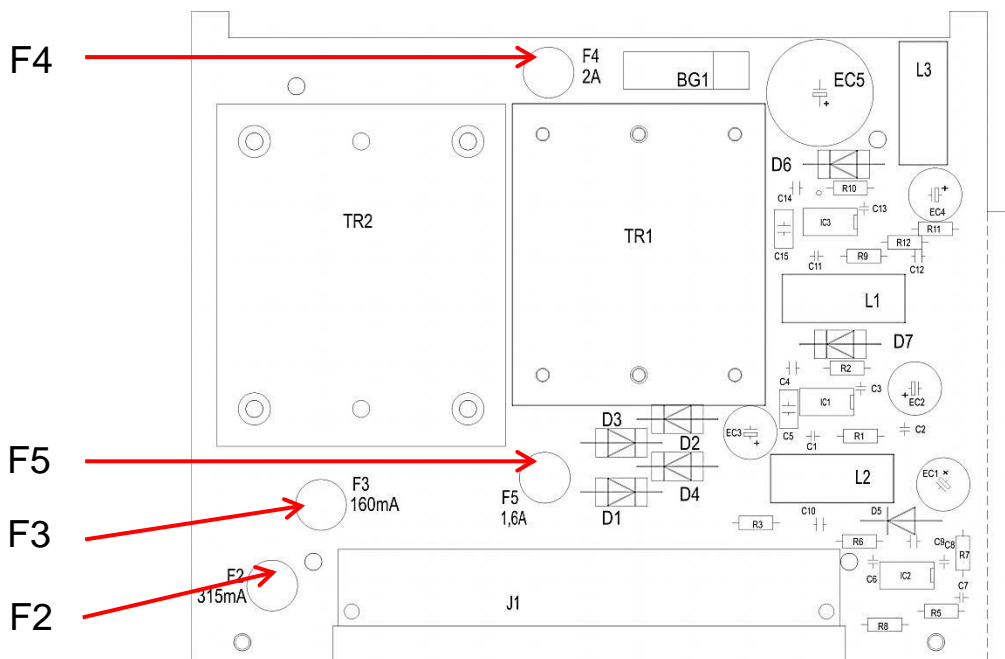 F4
F4
2A
BG1
EC5
L3
D6
R10
C14
C13
EC4
IC3
R11
TR2
TR1
R12
C15
C11
R9
C12
L1
D7
R2
C4
C3
EC2
IC1
D3
D2
EC3
C5
C1
R1
C2
F5
F5
1,6A
D4
D1
L2
EC1
F3
160mA
F3
C10
D5
R3
R6
C9
C8
R7
F2
315mA
F2
C6
IC2
C7
J1
R5
R8